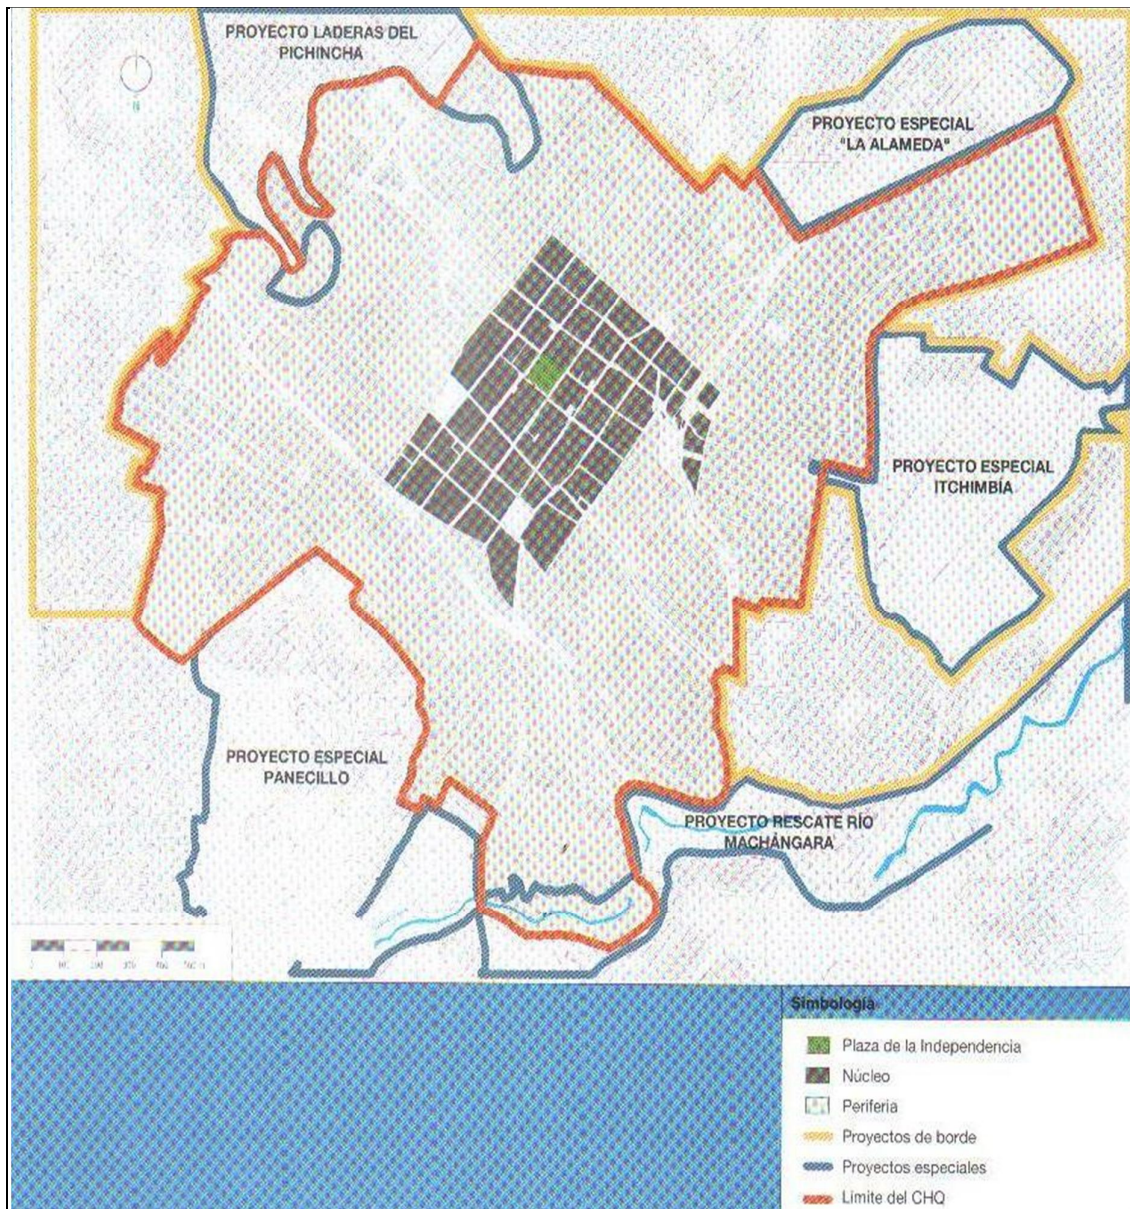 PROYECTO LADERAS DEL
PICHINCHA
N
PROYECTO ESPECIAL
"LA ALAMEDA"
PROYECTO ESPECIAL
ITCHIMBÍA
PROYECTO ESPECIAL
PANECILLO
PROYECTO RESCATE RÍO
MACHÁNGARA
Simbología
Plaza de la Independencia
Núcleo
Periferia
Proyectos de borde
Proyectos especiales
Limite del CHQ